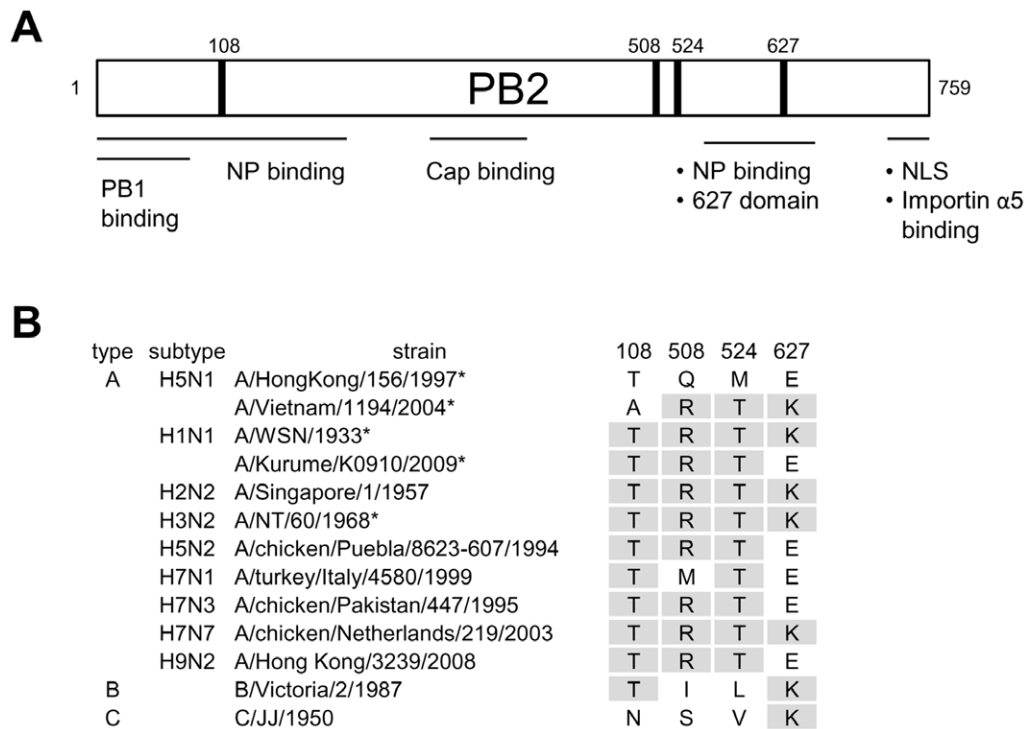 A
108 508 524 627
1 PB2 759
PB1 binding
NP binding
Cap binding
• NP binding
• 627 domain
• NLS
• Importin α5 binding
B
type subtype strain 108 508 524 627
A H5N1 A/HongKong/156/1997* T Q M E
A/Vietnam/1194/2004* A R T K
H1N1 A/WSN/1933* T R T K
A/Kurume/K0910/2009* T R T E
H2N2 A/Singapore/1/1957 T R T K
H3N2 A/NT/60/1968* T R T K
H5N2 A/chicken/Puebla/8623-607/1994 T R T E
H7N1 A/turkey/Italy/4580/1999 T M T E
H7N3 A/chicken/Pakistan/447/1995 T R T E
H7N7 A/chicken/Netherlands/219/2003 T R T K
H9N2 A/Hong Kong/3239/2008 T R T E
B B/Victoria/2/1987 T I L K
C C/JJ/1950 N S V K